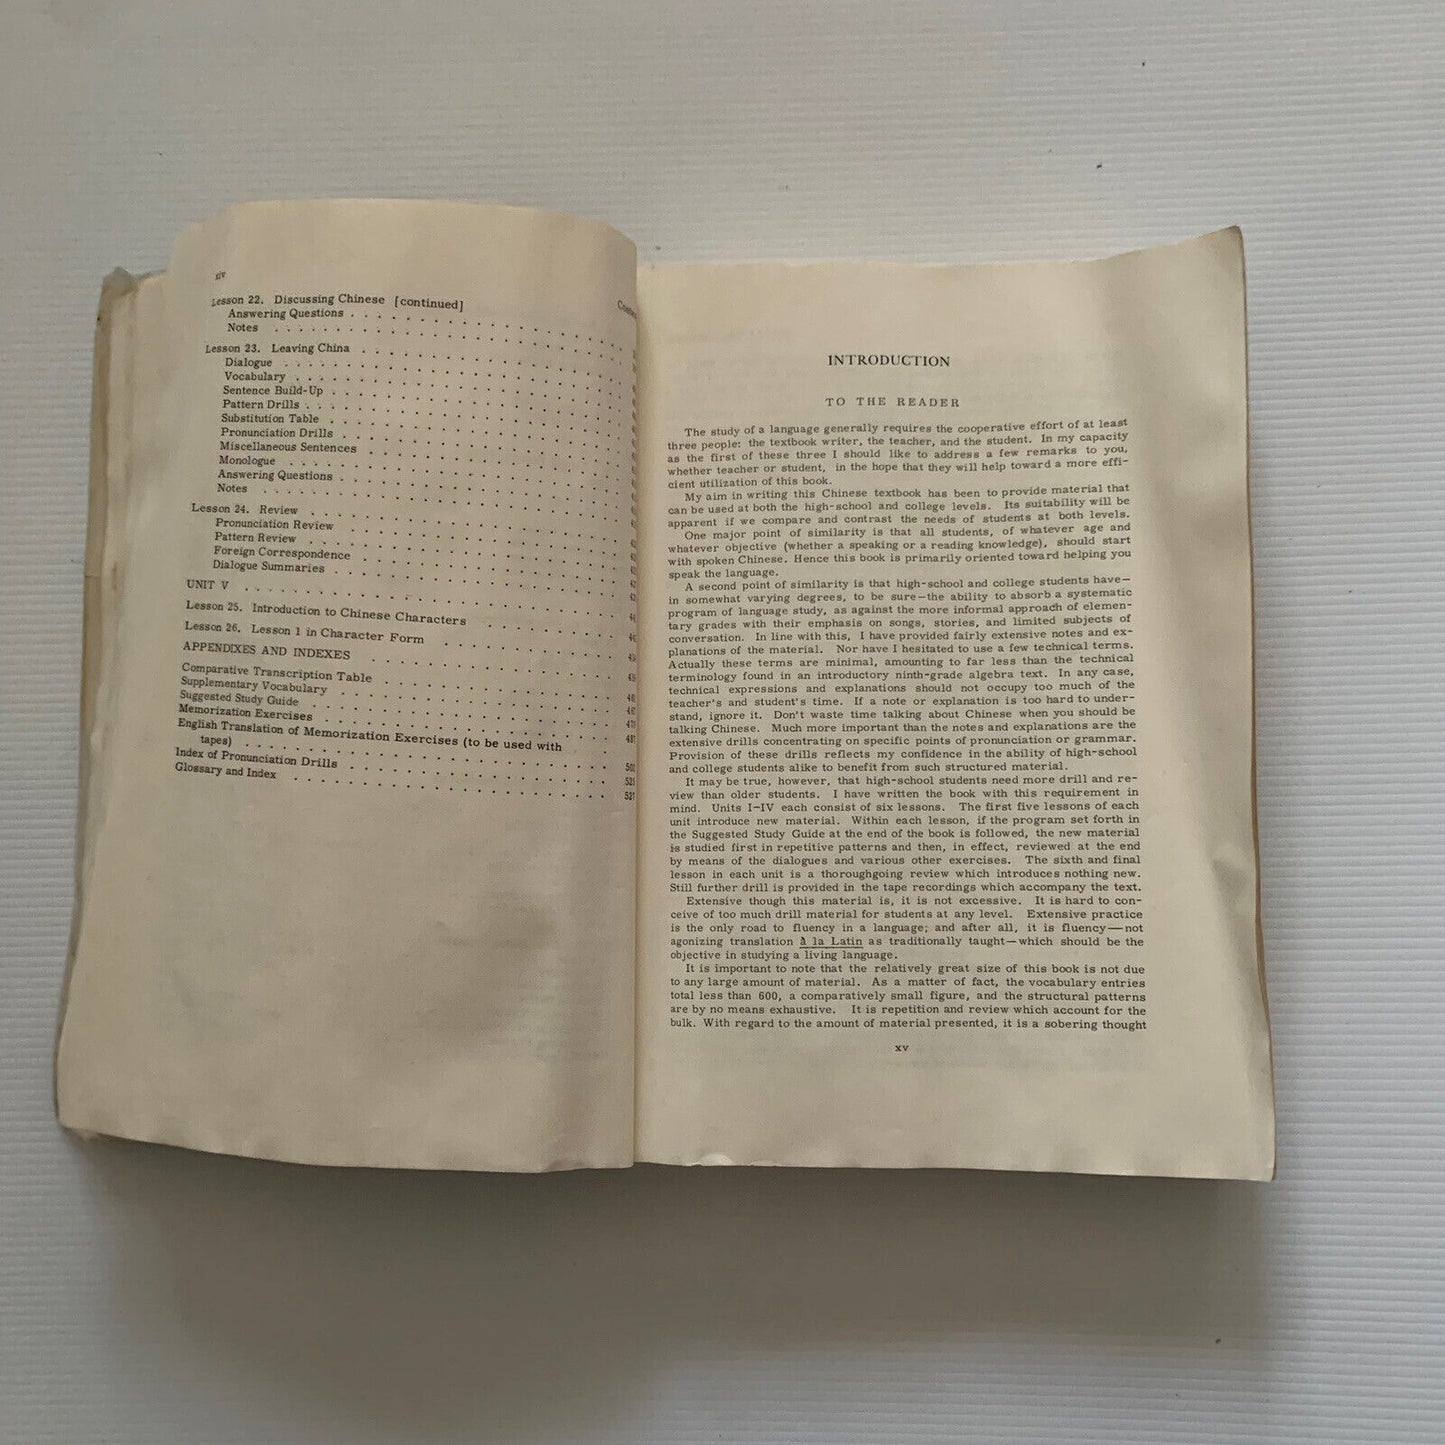 xiv
Lesson 22. Discussing Chinese [continued]
Answering Questions
Notes
Lesson 23. Leaving China
Dialogue
Vocabulary
Sentence Build-Up
Pattern Drills
Substitution Table
Pronunciation Drills
Miscellaneous Sentences
Monologue
Answering Questions
Notes
Lesson 24. Review
Pronunciation Review
Pattern Review
Foreign Correspondence
Dialogue Summaries
UNIT V
Lesson 25. Introduction to Chinese Characters
Lesson 26. Lesson 1 in Character Form
APPENDIXES AND INDEXES
Comparative Transcription Table
Supplementary Vocabulary
Suggested Study Guide
Memorization Exercises
English Translation of Memorization Exercises (to be used with
tapes)
Index of Pronunciation Drills
Glossary and Index
INTRODUCTION
TO THE READER
The study of a language generally requires the cooperative effort of at least
three people: the textbook writer, the teacher, and the student. In my capacity
as the first of these three I should like to address a few remarks to you,
whether teacher or student, in the hope that they will help toward a more effi-
cient utilization of this book.
My aim in writing this Chinese textbook has been to provide material that
can be used at both the high-school and college levels. Its suitability will be
apparent if we compare and contrast the needs of students at both levels.
One major point of similarity is that all students, of whatever age and
whatever objective (whether a speaking or a reading knowledge), should start
with spoken Chinese. Hence this book is primarily oriented toward helping you
speak the language.
A second point of similarity is that high-school and college students have—
in somewhat varying degrees, to be sure—the ability to absorb a systematic
program of language study, as against the more informal approach of elemen-
tary grades with their emphasis on songs, stories, and limited subjects of
conversation. In line with this, I have provided fairly extensive notes and ex-
planations of the material. Nor have I hesitated to use a few technical terms.
Actually these terms are minimal, amounting to far less than the technical
terminology found in an introductory ninth-grade algebra text. In any case,
technical expressions and explanations should not occupy too much of the
teacher's and student's time. If a note or explanation is too hard to under-
stand, ignore it. Don't waste time talking about Chinese when you should be
talking Chinese. Much more important than the notes and explanations are the
extensive drills concentrating on specific points of pronunciation or grammar.
Provision of these drills reflects my confidence in the ability of high-school
and college students alike to benefit from such structured material.
It may be true, however, that high-school students need more drill and re-
view than older students. I have written the book with this requirement in
mind. Units I—IV each consist of six lessons. The first five lessons of each
unit introduce new material. Within each lesson, if the program set forth in
the Suggested Study Guide at the end of the book is followed, the new material
is studied first in repetitive patterns and then, in effect, reviewed at the end
by means of the dialogues and various other exercises. The sixth and final
lesson in each unit is a thoroughgoing review which introduces nothing new.
Still further drill is provided in the tape recordings which accompany the text.
Extensive though this material is, it is not excessive. It is hard to con-
ceive of too much drill material for students at any level. Extensive practice
is the only road to fluency in a language; and after all, it is fluency—not
agonizing translation à la Latin as traditionally taught—which should be the
objective in studying a living language.
It is important to note that the relatively great size of this book is not due
to any large amount of material. As a matter of fact, the vocabulary entries
total less than 600, a comparatively small figure, and the structural patterns
are by no means exhaustive. It is repetition and review which account for the
bulk. With regard to the amount of material presented, it is a sobering thought
xv